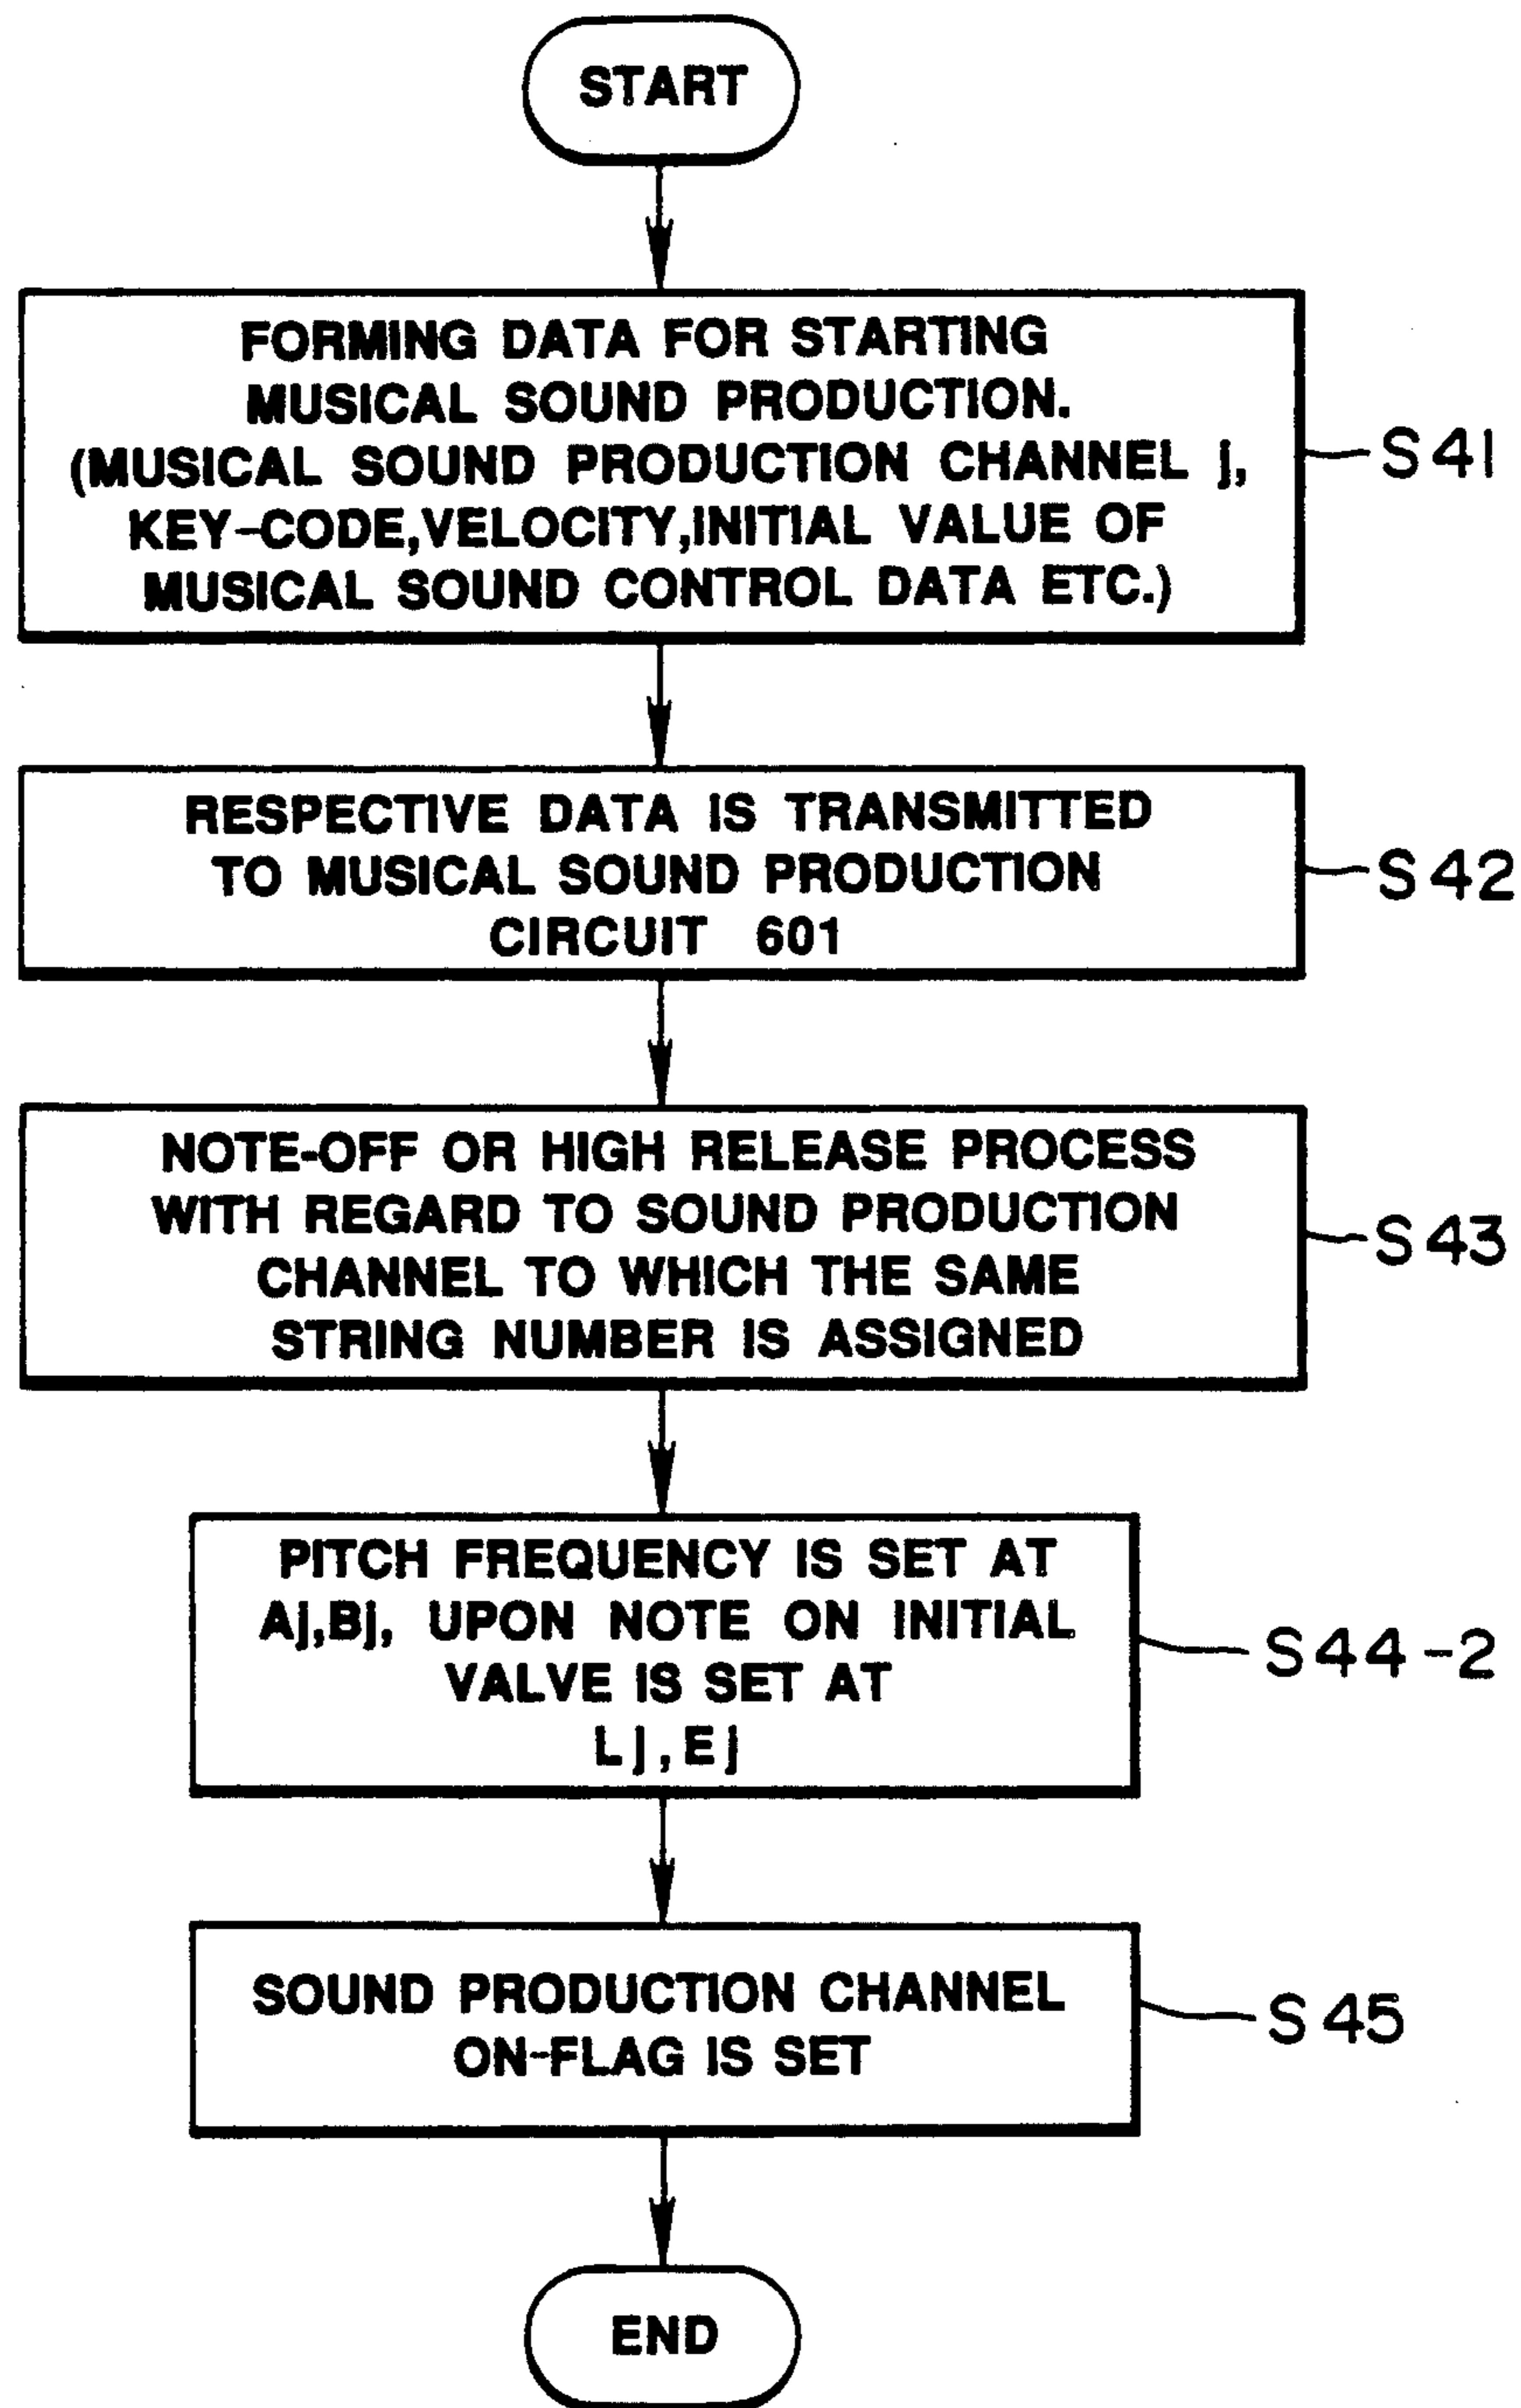 START
FORMING DATA FOR STARTING
MUSICAL SOUND PRODUCTION.
(MUSICAL SOUND PRODUCTION CHANNEL j,
KEY-CODE,VELOCITY,INITIAL VALUE OF
MUSICAL SOUND CONTROL DATA ETC.)
S41
RESPECTIVE DATA IS TRANSMITTED
TO MUSICAL SOUND PRODUCTION
CIRCUIT 601
S42
NOTE-OFF OR HIGH RELEASE PROCESS
WITH REGARD TO SOUND PRODUCTION
CHANNEL TO WHICH THE SAME
STRING NUMBER IS ASSIGNED
S43
PITCH FREQUENCY IS SET AT
Aj,Bj, UPON NOTE ON INITIAL
VALVE IS SET AT
Lj,Ej
S44-2
SOUND PRODUCTION CHANNEL
ON-FLAG IS SET
S45
END